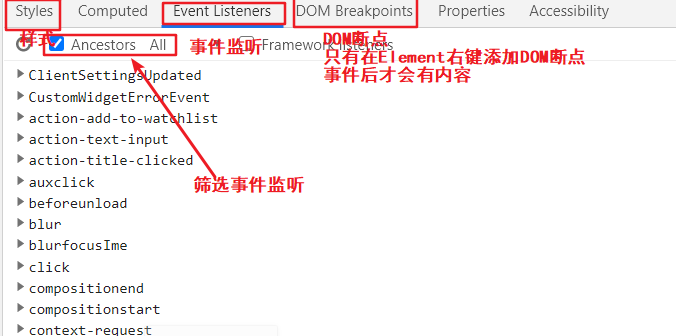 Styles Computed Event Listeners DOM Breakpoints Properties Accessibility
样式 Ancestors All 事件监听 Framework listeners DOM断点
只有在Element右键添加DOM断点
事件后才会有内容
ClientSettingsUpdated
CustomWidgetErrorEvent
action-add-to-watchlist
action-text-input
action-title-clicked
auxclick
筛选事件监听
beforeunload
blur
blurfocusIme
click
compositionend
compositionstart
context-request